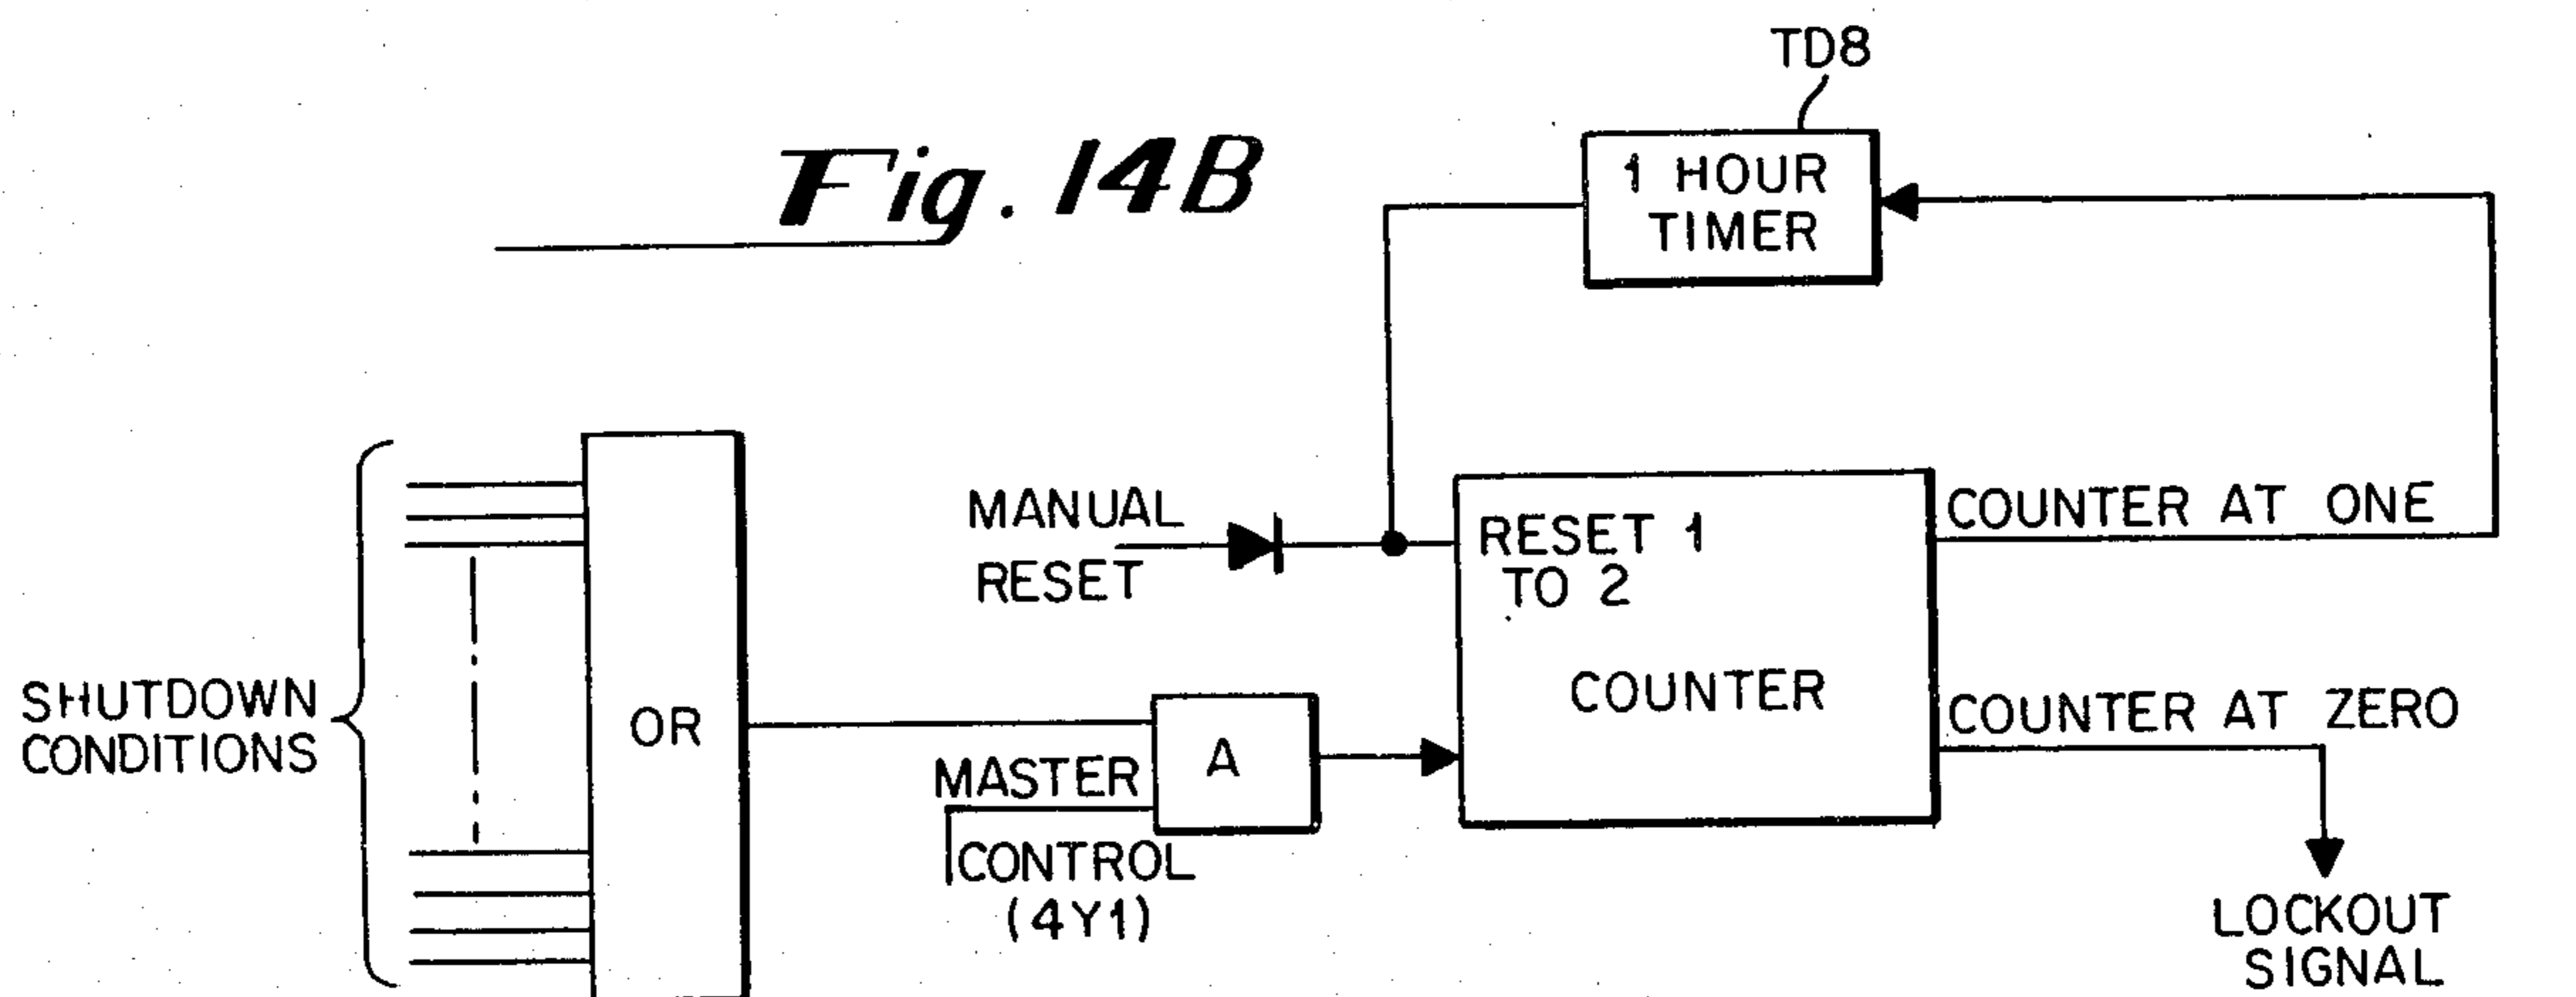 TD8
Fig. 14B
1 HOUR
TIMER
MANUAL
RESET
RESET 1
TO 2
COUNTER
COUNTER AT ONE
COUNTER AT ZERO
SHUTDOWN
CONDITIONS
OR
MASTER
CONTROL
(4Y1)
A
LOCKOUT
SIGNAL